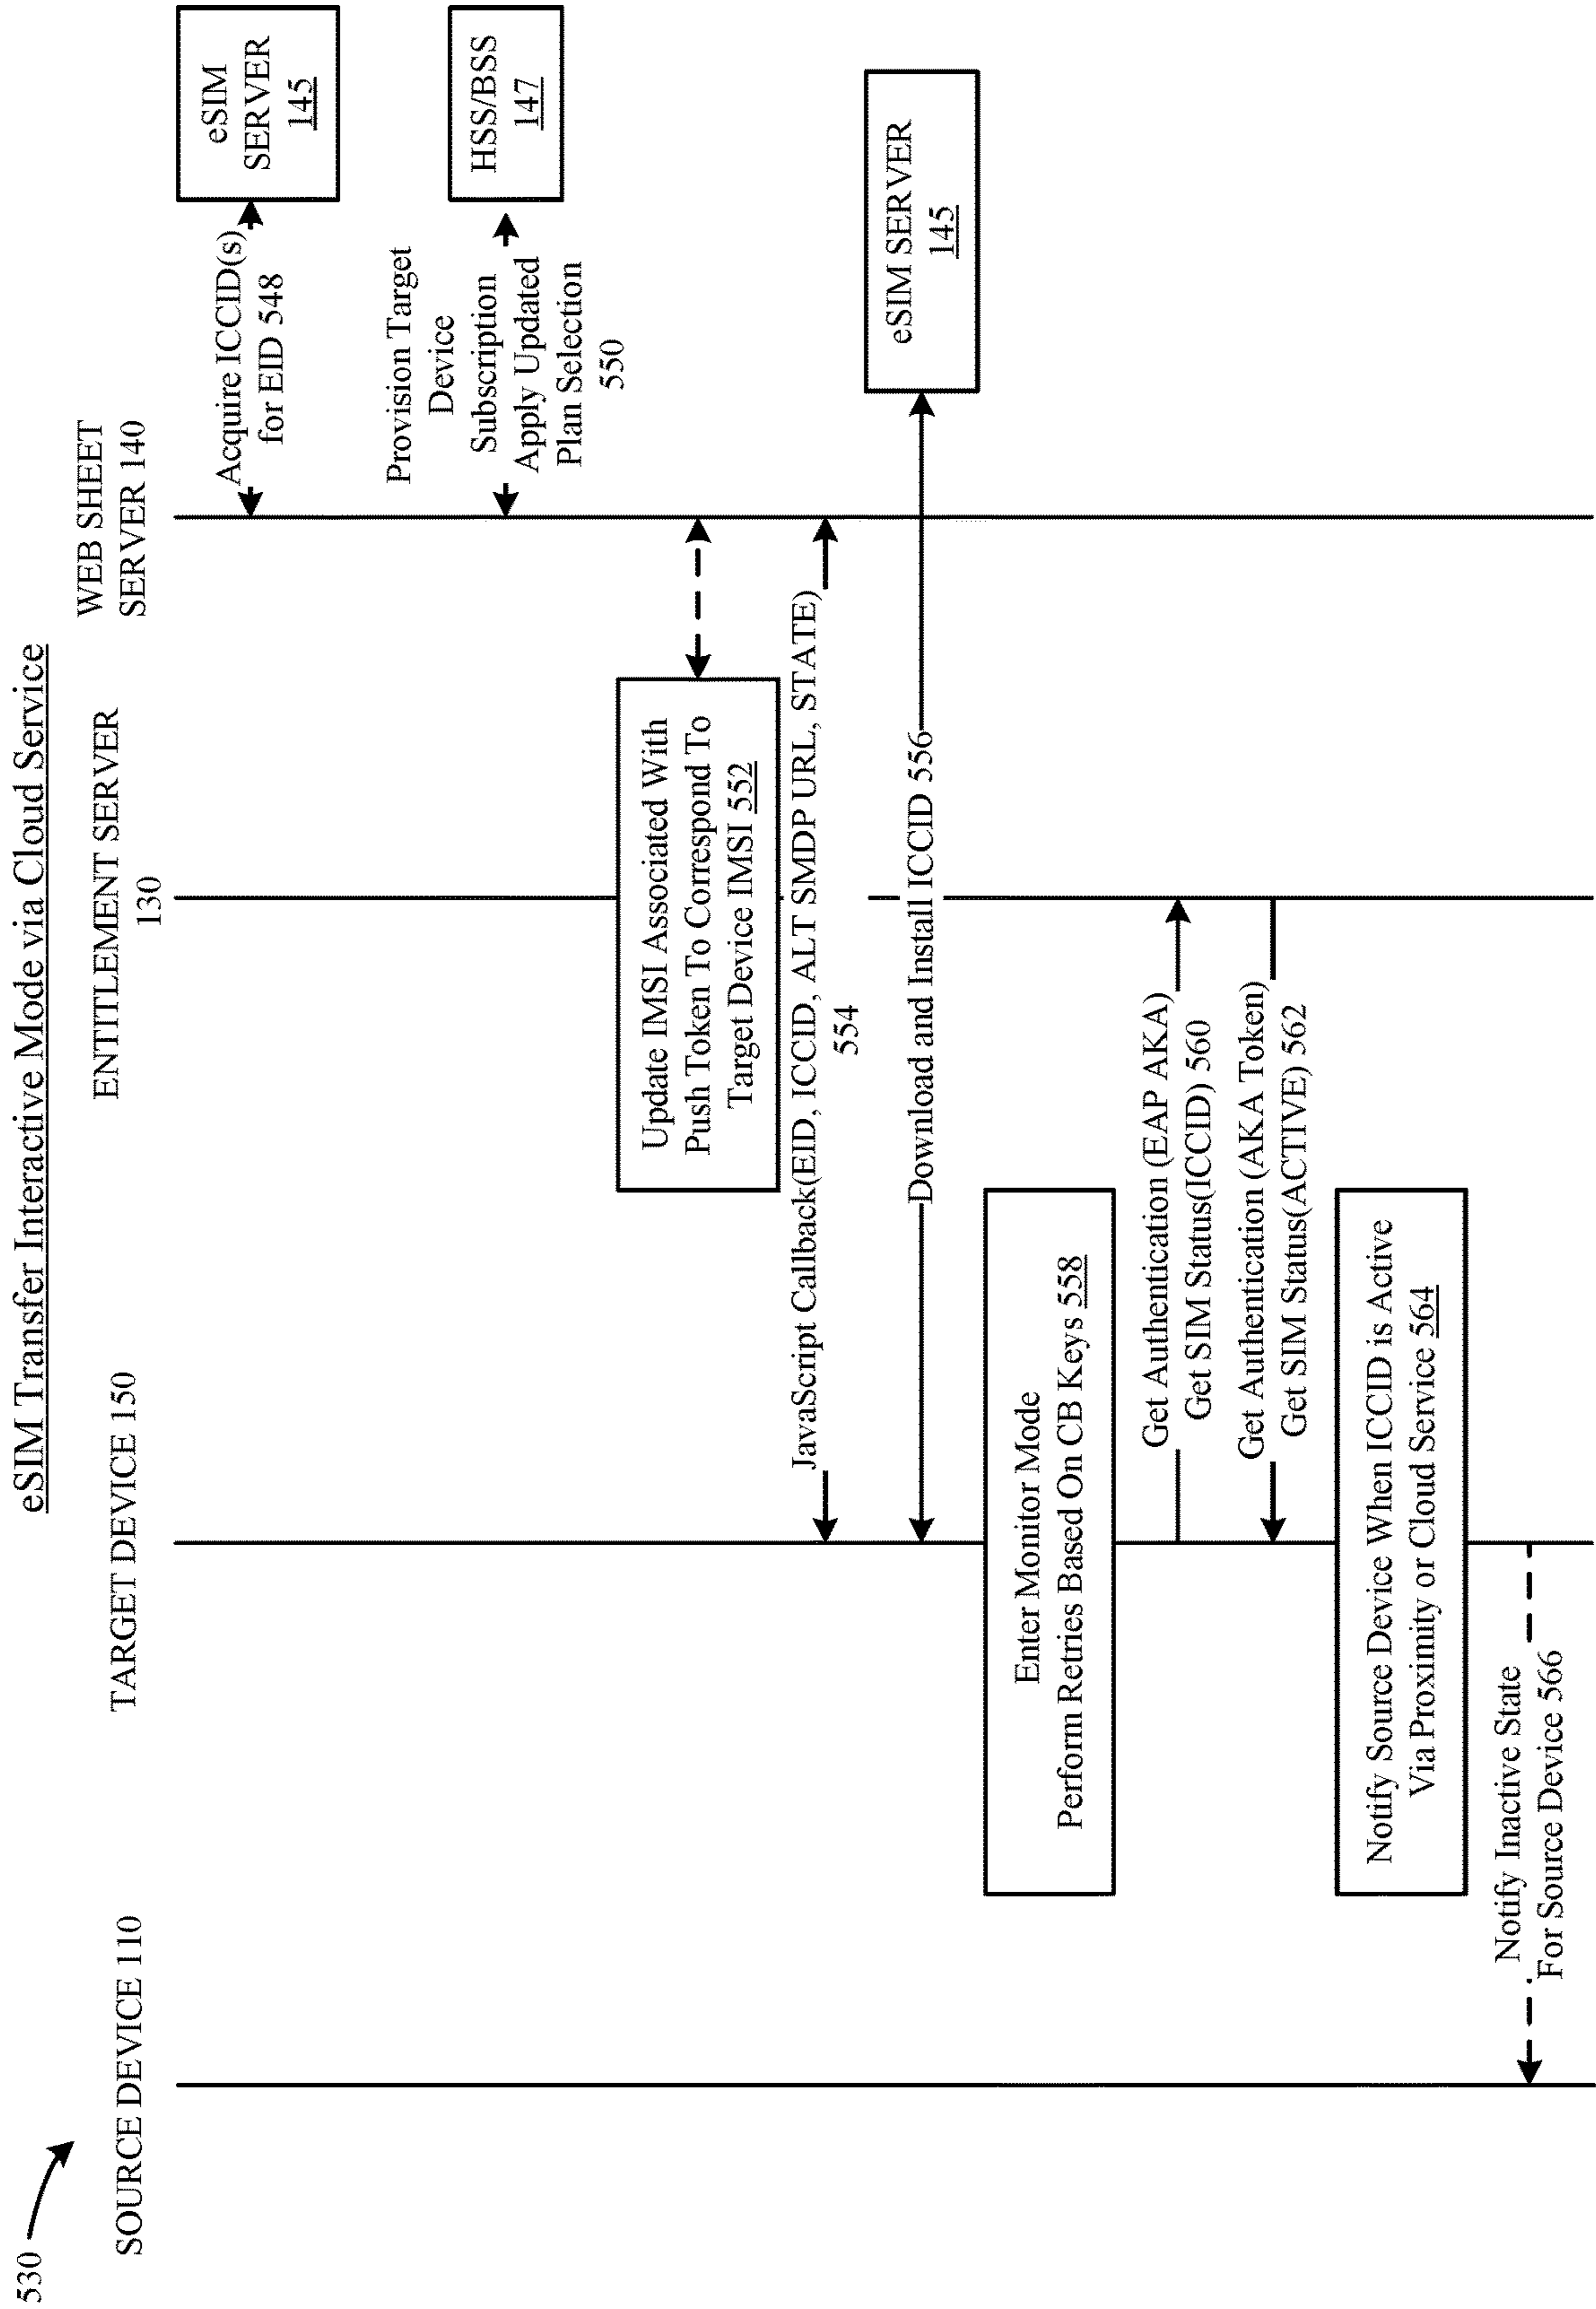 eSIM Transfer Interactive Mode via Cloud Service
530
SOURCE DEVICE 110
TARGET DEVICE 150
ENTITLEMENT SERVER
130
WEB SHEET
SERVER 140
Acquire ICCID(s)
for EID 548
eSIM
SERVER
145
Provision Target
Device
Subscription
Apply Updated
Plan Selection
550
HSS/BSS
147
Update IMSI Associated With
Push Token To Correspond To
Target Device IMSI 552
JavaScript Callback(EID, ICCID, ALT SMDP URL, STATE)
554
Download and Install ICCID 556
eSIM SERVER
145
Enter Monitor Mode
Perform Retries Based On CB Keys 558
Get Authentication (EAP AKA)
Get SIM Status(ICCID) 560
Get Authentication (AKA Token)
Get SIM Status(ACTIVE) 562
Notify Source Device When ICCID is Active
Via Proximity or Cloud Service 564
Notify Inactive State
For Source Device 566